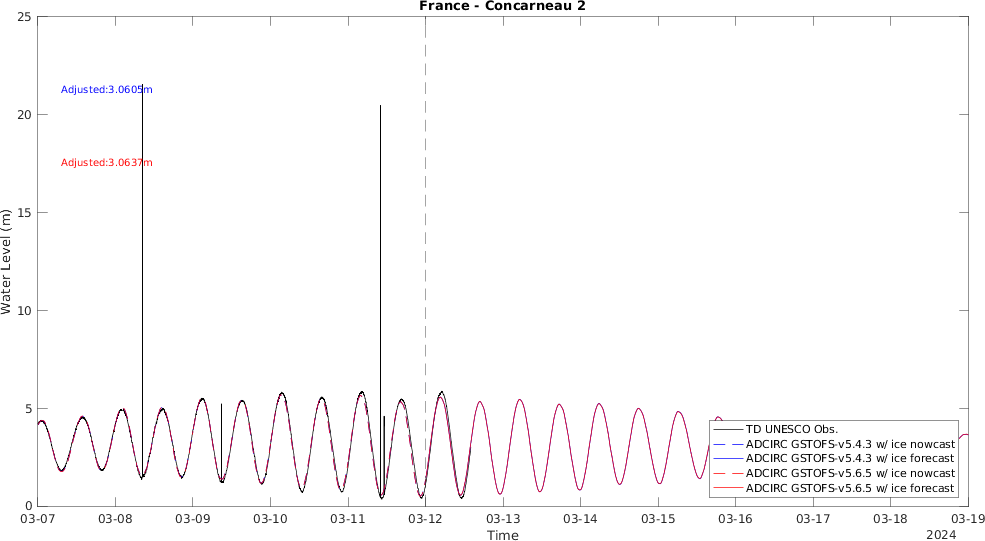 France - Concarneau 2
25
20
15
10
5
0
Water Level (m)
Adjusted:3.0605m
Adjusted:3.0637m
TD UNESCO Obs.
ADCIRC GSTOFS-v5.4.3 w/ ice nowcast
ADCIRC GSTOFS-v5.4.3 w/ ice forecast
ADCIRC GSTOFS-v5.6.5 w/ ice nowcast
ADCIRC GSTOFS-v5.6.5 w/ ice forecast
03-07 03-08 03-09 03-10 03-11 03-12 03-13 03-14 03-15 03-16 03-17 03-18 03-19
Time
2024